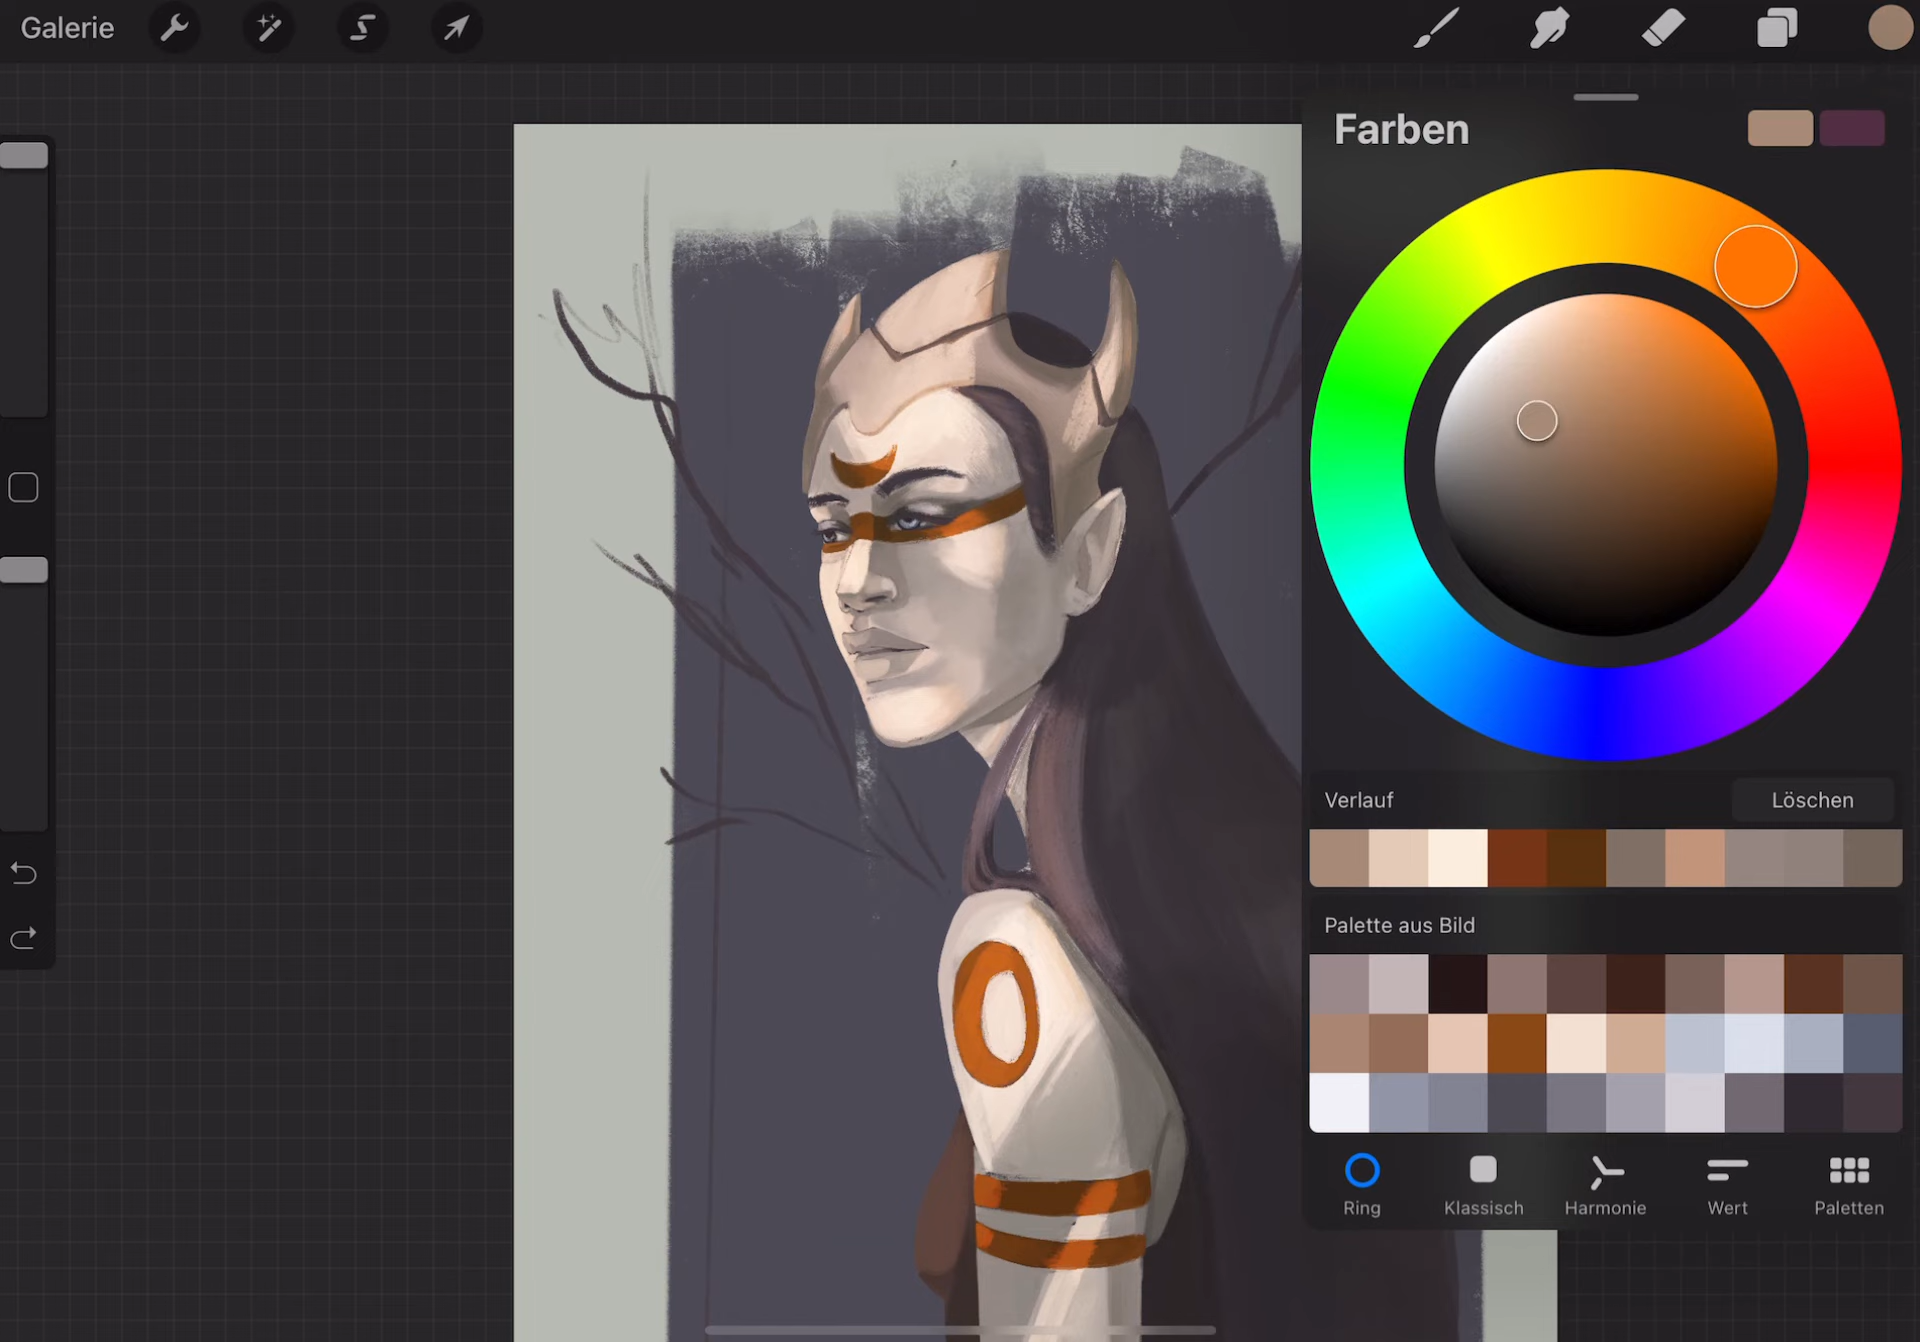 Galerie
Farben
Verlauf
Löschen
Palette aus Bild
Ring
Klassisch
Harmonie
Wert
Paletten